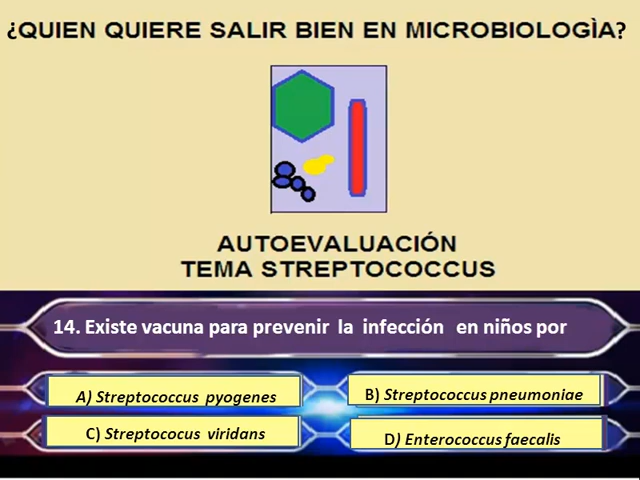 ¿QUIEN QUIERE SALIR BIEN EN MICROBIOLOGÌA?
AUTOEVALUACIÓN
TEMA STREPTOCOCCUS
14. Existe vacuna para prevenir la infección en niños por
A) Streptococcus pyogenes
B) Streptococcus pneumoniae
C) Streptococus viridans
D) Enterococcus faecalis